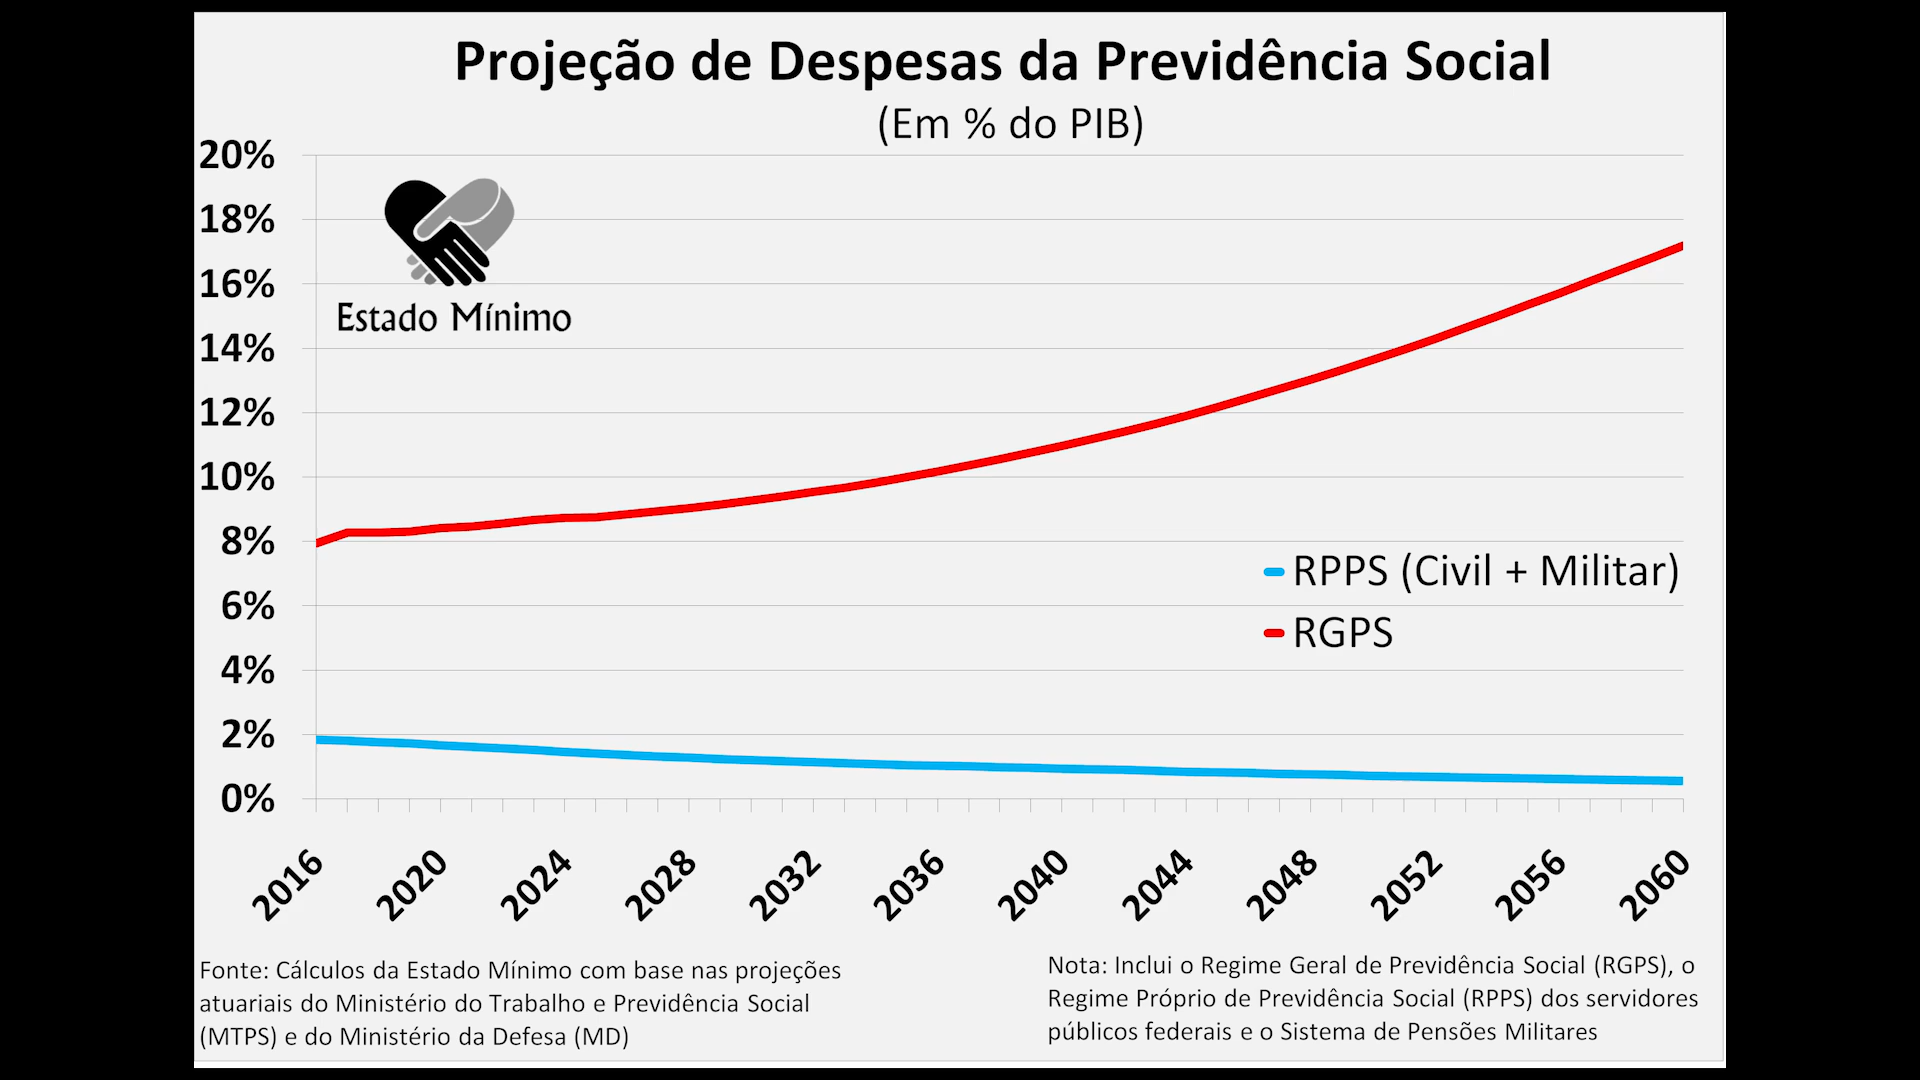 Projeção de Despesas da Previdência Social
(Em % do PIB)
20%
18%
16%
14%
12%
10%
8%
6%
4%
2%
0%
Estado Mínimo
RPPS (Civil + Militar)
RGPS
2016
2020
2024
2028
2032
2036
2040
2044
2048
2052
2056
2060
Fonte: Cálculos da Estado Mínimo com base nas projeções
atuariais do Ministério do Trabalho e Previdência Social
(MTPS) e do Ministério da Defesa (MD)
Nota: Inclui o Regime Geral de Previdência Social (RGPS), o
Regime Próprio de Previdência Social (RPPS) dos servidores
públicos federais e o Sistema de Pensões Militares